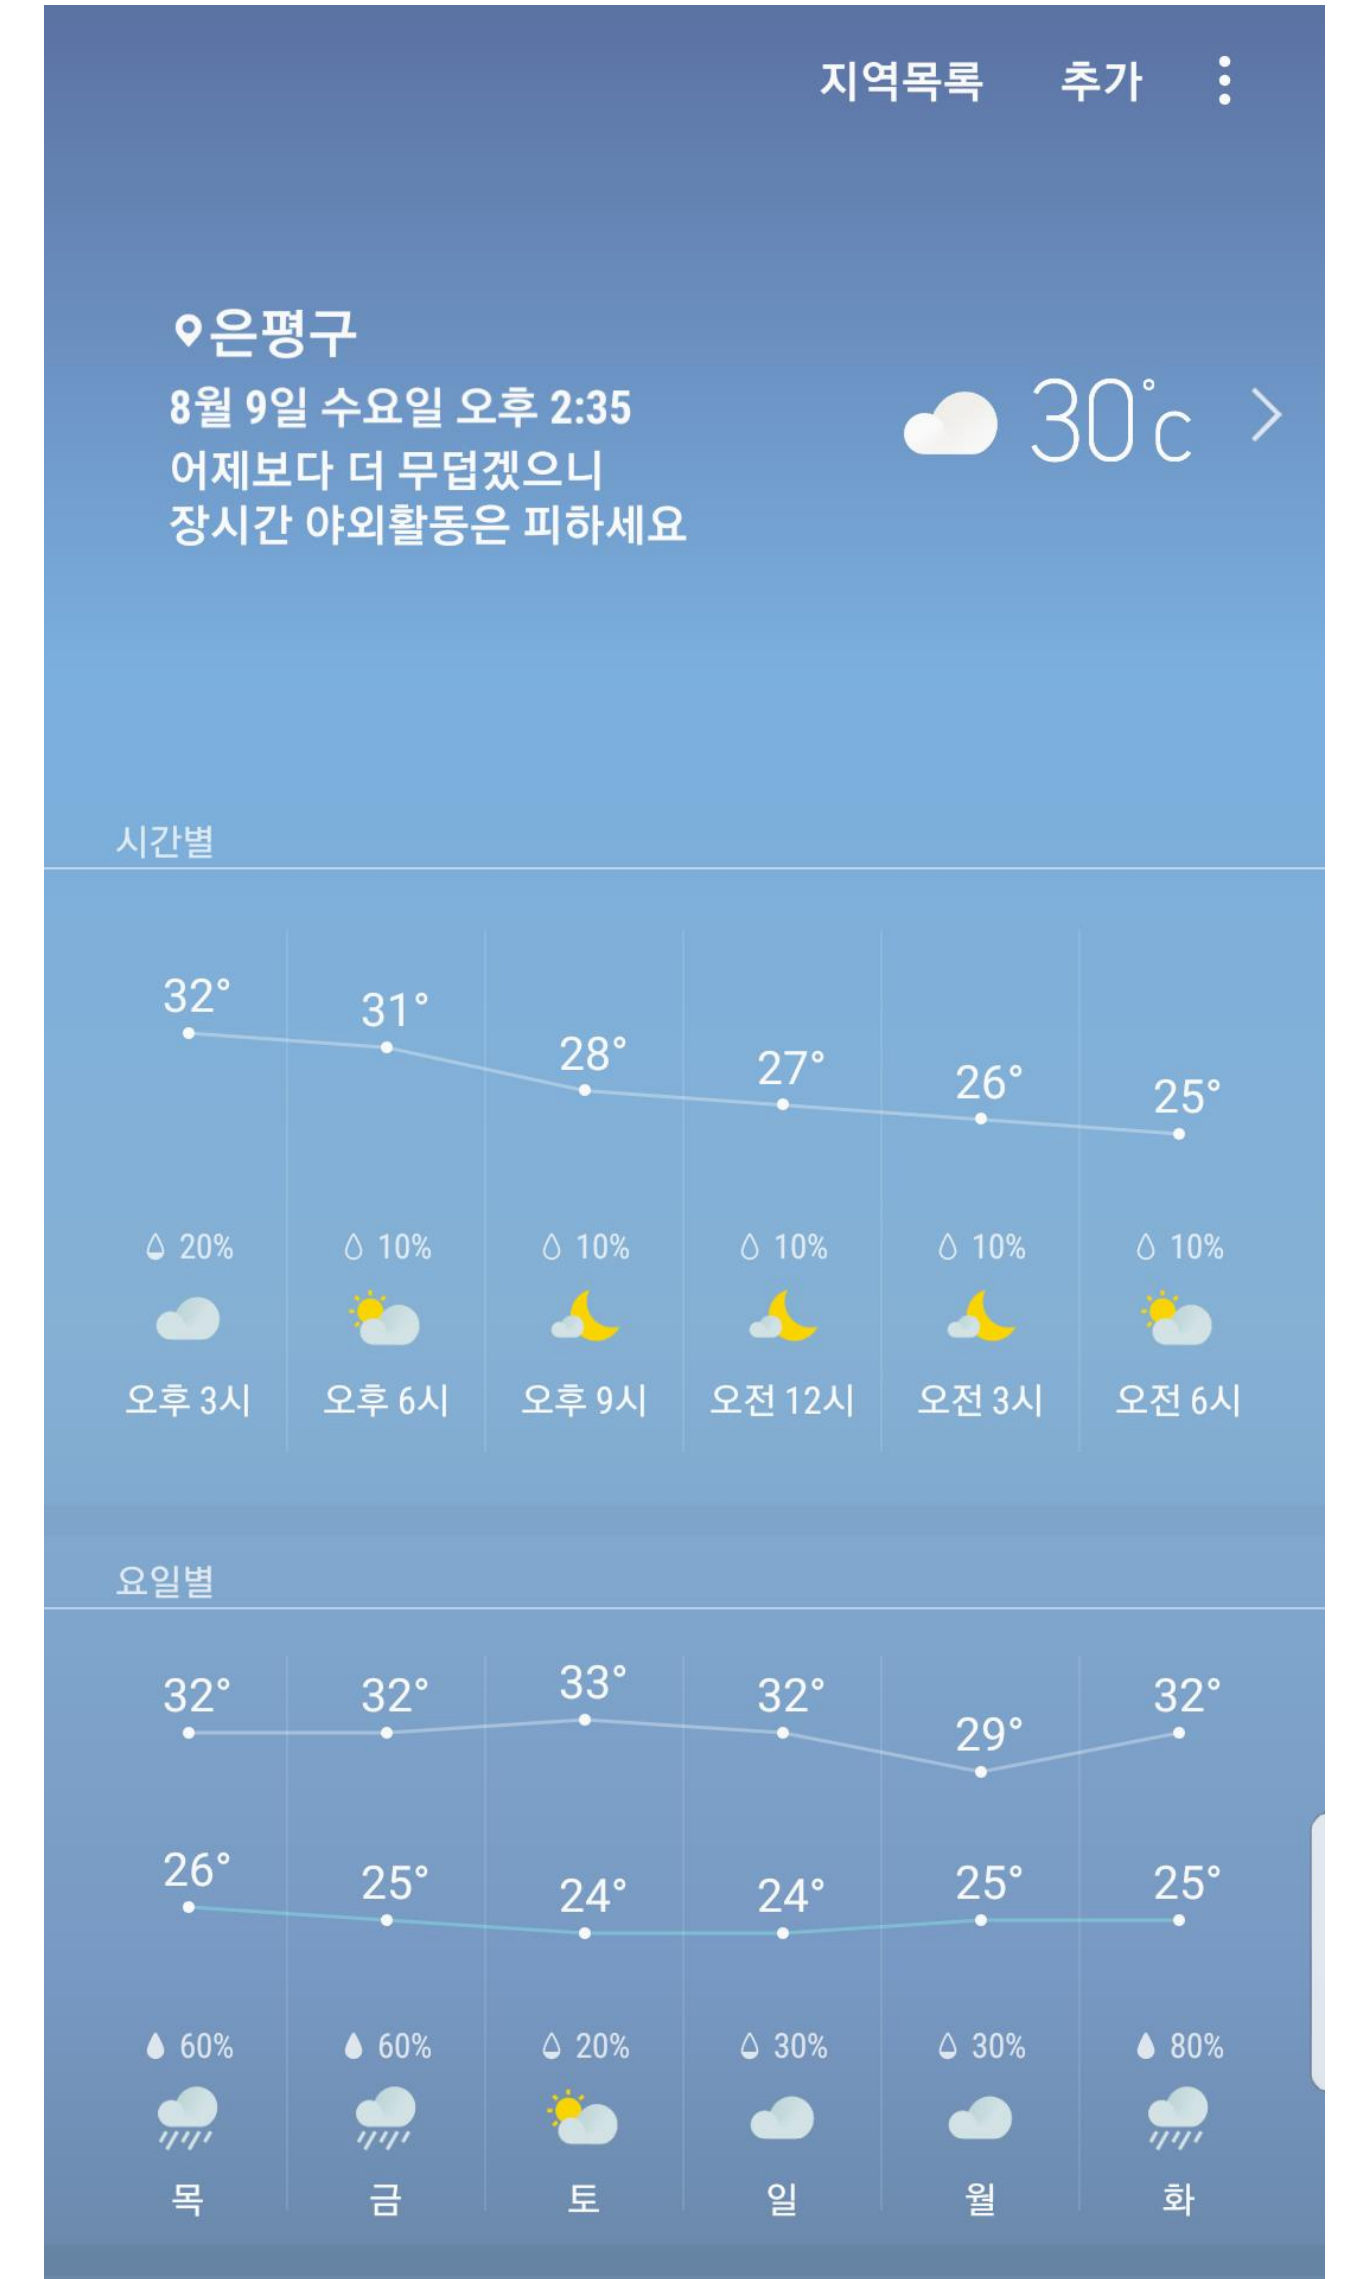 지역목록 추가
은평구
8월 9일 수요일 오후 2:35
어제보다 더 무덥겠으니
장시간 야외활동은 피하세요
30°c
시간별
32° 31° 28° 27° 26° 25°
20% 10% 10% 10% 10% 10%
오후 3시 오후 6시 오후 9시 오전 12시 오전 3시 오전 6시
요일별
32° 32° 33° 32° 29° 32°
26° 25° 24° 24° 25° 25°
60% 60% 20% 30% 30% 80%
목 금 토 일 월 화